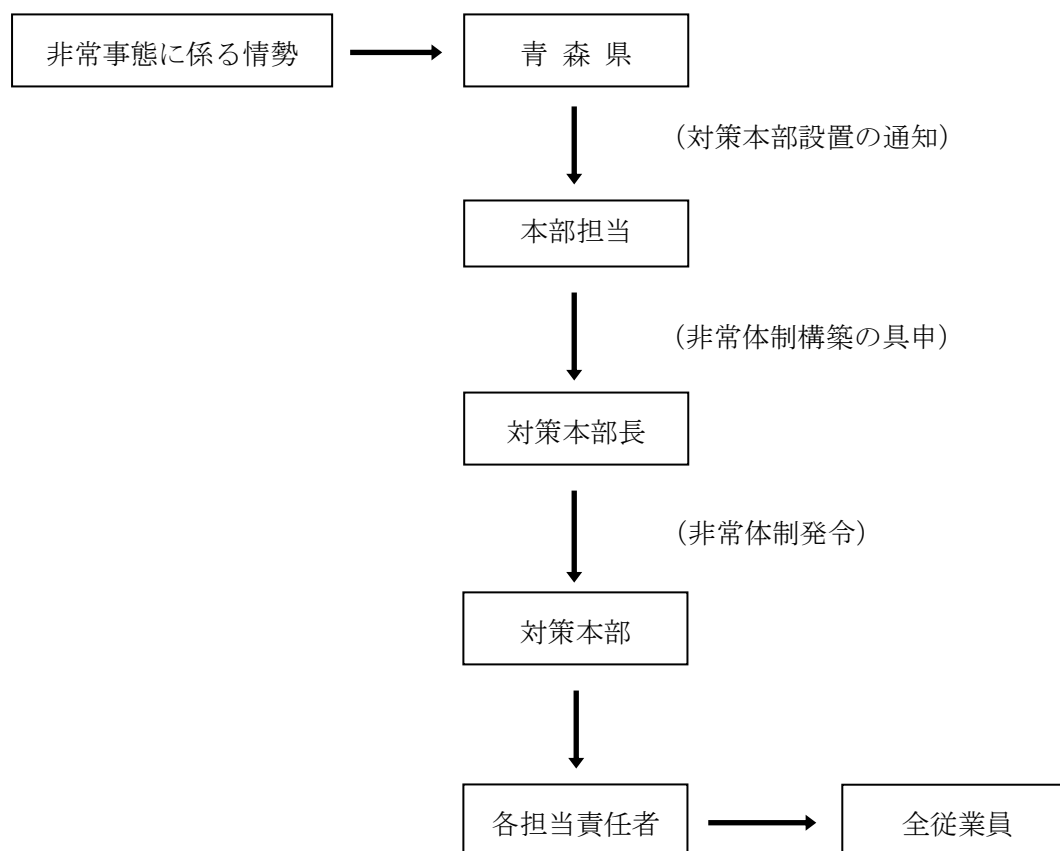 非常事態に係る情勢
青 森 県
（対策本部設置の通知）
本部担当
（非常体制構築の具申）
対策本部長
（非常体制発令）
対策本部
各担当責任者
全従業員